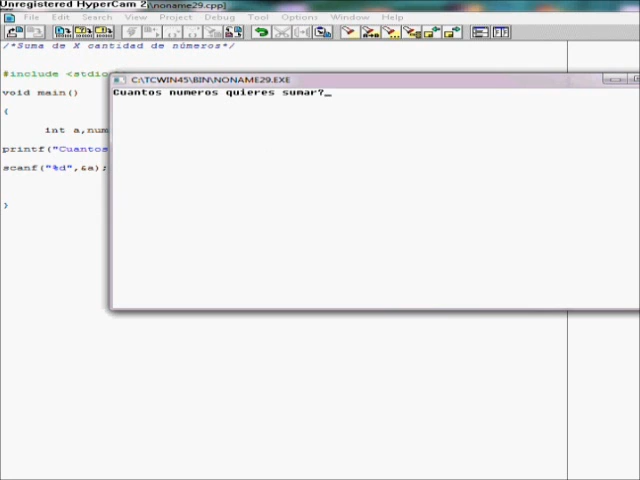 Unregistered HyperCam 2\noname29.cpp]
File Edit Search View Project Debug Tool Options Window Help
/*Suma de X cantidad de números*/
#include <stdio
void main()
{
int a,num
printf("Cuantos
scanf("%d",&a);
}
C:\TCWIN45\BIN\NONAME29.EXE
Cuantos numeros quieres sumar?_